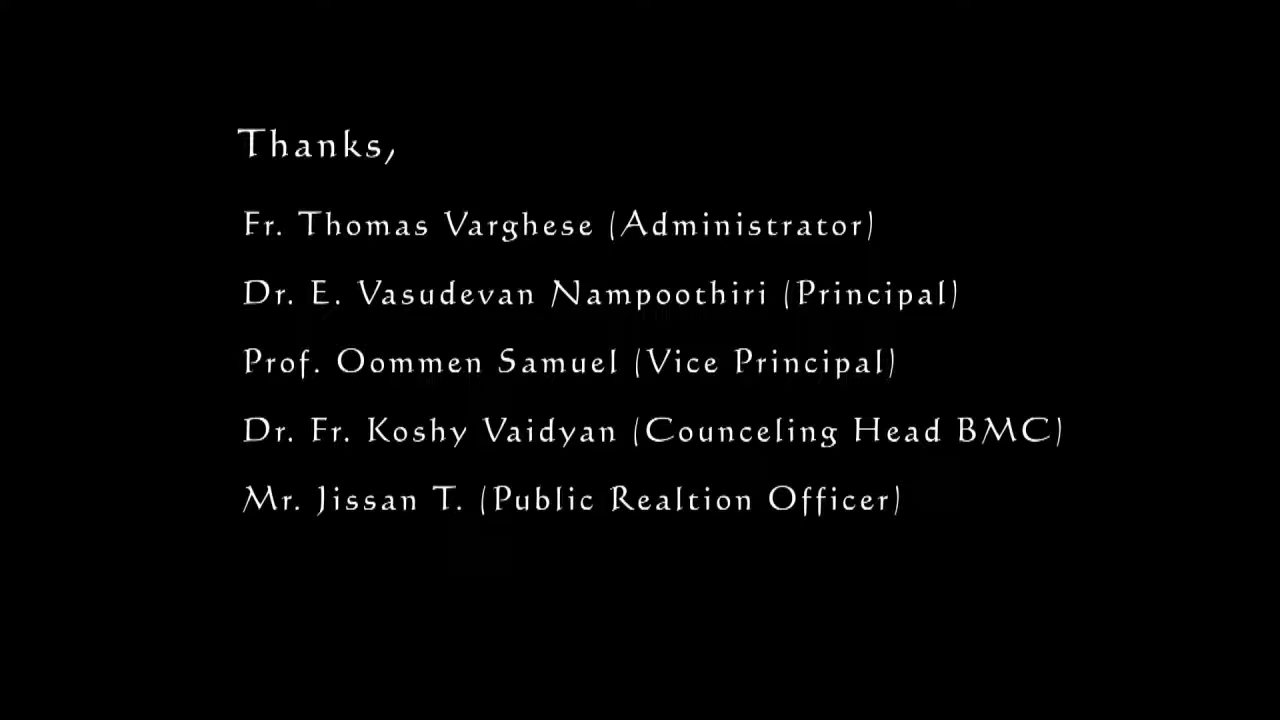 Thanks,
Fr. Thomas Varghese (Administrator)
Dr. E. Vasudevan Nampoothiri (Principal)
Prof. Oommen Samuel (Vice Principal)
Dr. Fr. Koshy Vaidyan (Counceling Head BMC)
Mr. Jissan T. (Public Realtion Officer)